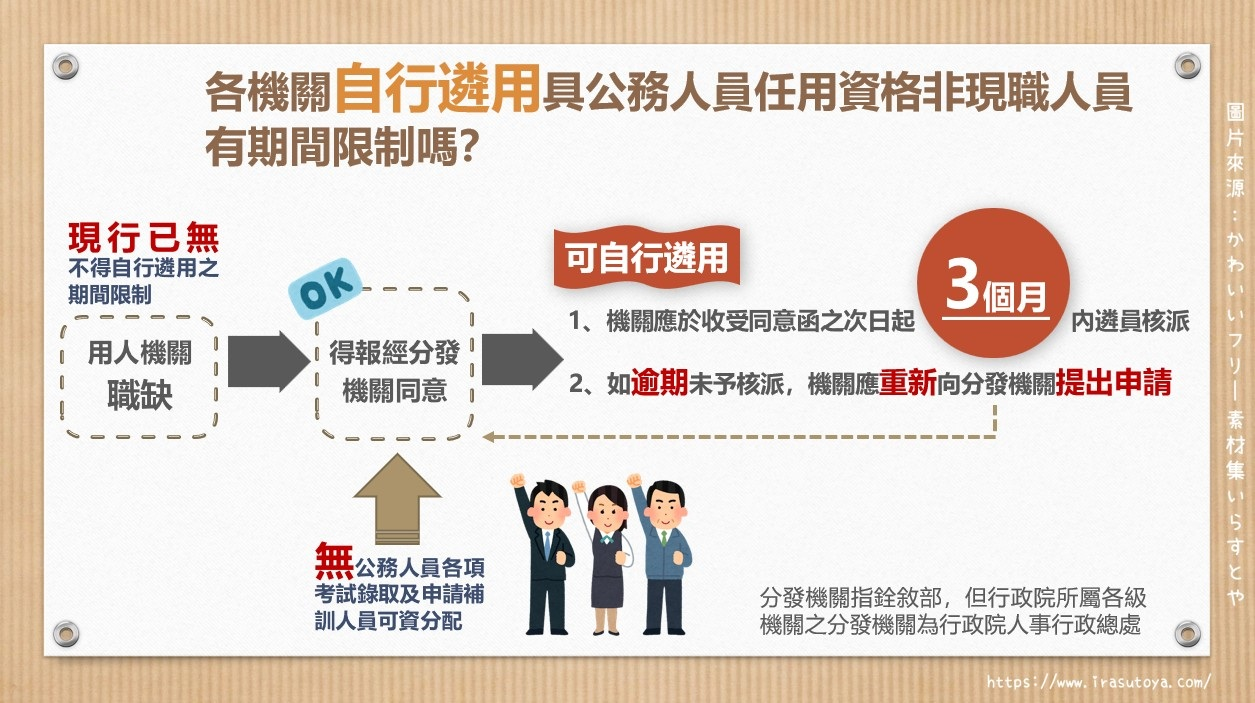 各機關自行遴用具公務人員任用資格非現職人員
有期間限制嗎?
現行已無
不得自行遴用之
期間限制
用人機關
職缺
OK
得報經分發
機關同意
可自行遴用
1、機關應於收受同意函之次日起
3個月
內遴員核派
2、如逾期未予核派，機關應重新向分發機關提出申請
無公務人員各項
考試錄取及申請補
訓人員可資分配
分發機關指銓敘部，但行政院所屬各級
機關之分發機關為行政院人事行政總處
圖片來源：かわいいフリー素材集いらすとや
https://www.irasutoya.com/